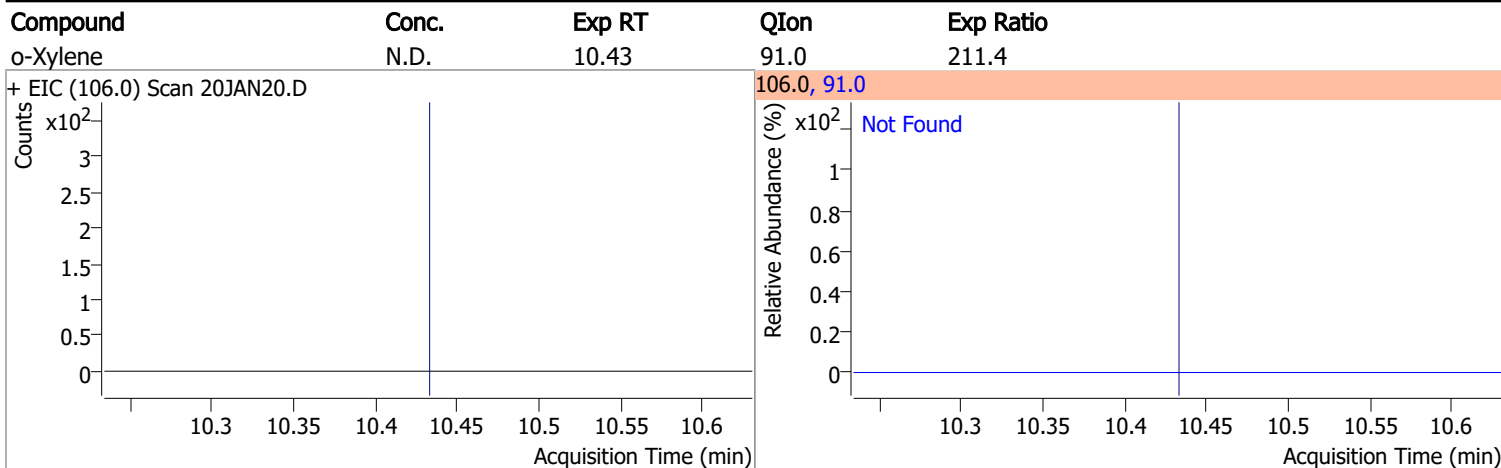 Compound Conc. Exp RT QIon Exp Ratio
o-Xylene N.D. 10.43 91.0 211.4
+ EIC (106.0) Scan 20JAN20.D
Counts
x10²
3
2.5
2
1.5
1
0.5
0
10.3 10.35 10.4 10.45 10.5 10.55 10.6
Acquisition Time (min)
106.0, 91.0
Relative Abundance (%)
x10²
Not Found
1
0.8
0.6
0.4
0.2
0
10.3 10.35 10.4 10.45 10.5 10.55 10.6
Acquisition Time (min)